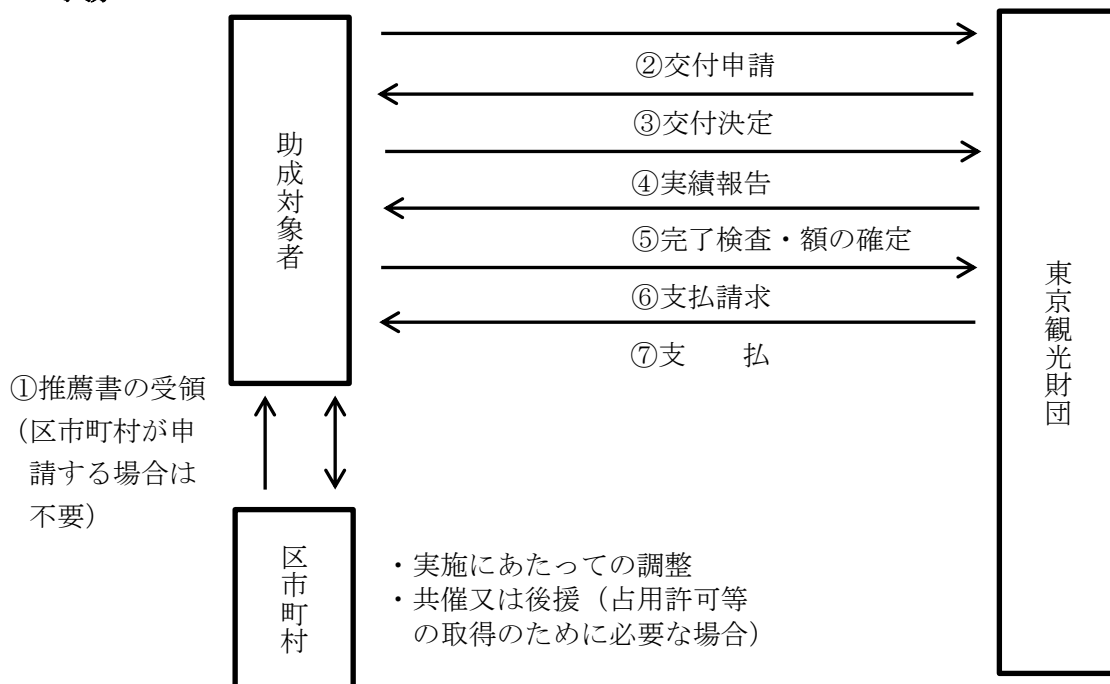 助成対象者
②交付申請
③交付決定
④実績報告
⑤完了検査・額の確定
⑥支払請求
⑦支　　払
東京観光財団
①推薦書の受領
（区市町村が申
請する場合は
不要）
区市町村
・実施にあたっての調整
・共催又は後援（占用許可等
の取得のために必要な場合）